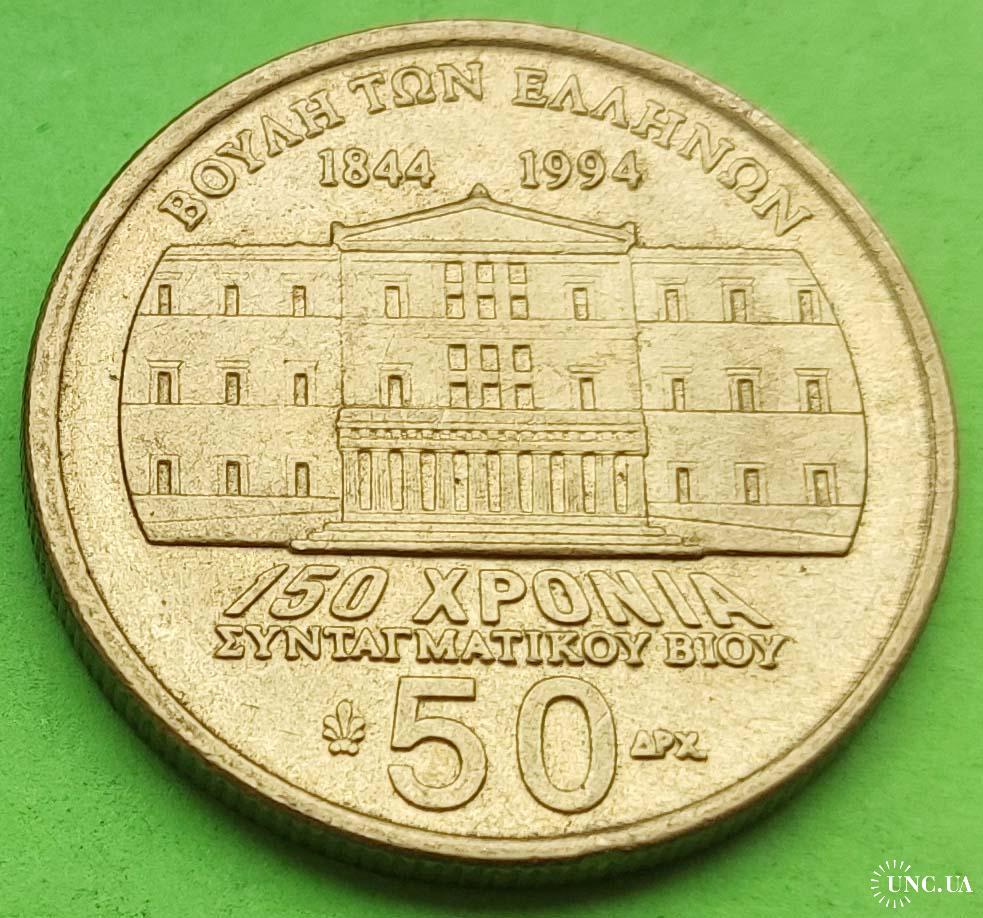 ΒΟΥΛΗ ΤΩΝ ΕΛΛΗΝΩΝ
1844 1994
150 ΧΡΟΝΙΑ
ΣΥΝΤΑΓΜΑΤΙΚΟΥ ΒΙΟΥ
50 ΔΡΧ.
UNC.UA